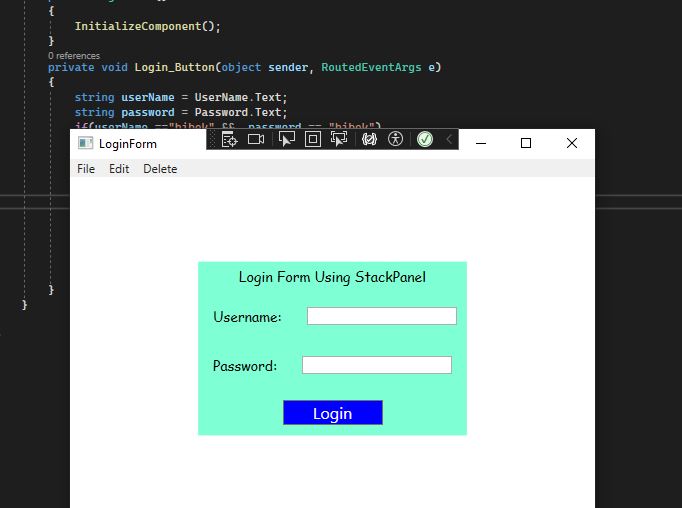 {
InitializeComponent();
}
0 references
private void Login_Button(object sender, RoutedEventArgs e)
{
string userName = UserName.Text;
string password = Password.Text;
if(userName =="bibek" && password == "bibek")
LoginForm
File Edit Delete
Login Form Using StackPanel
Username:
Password:
Login
}
}